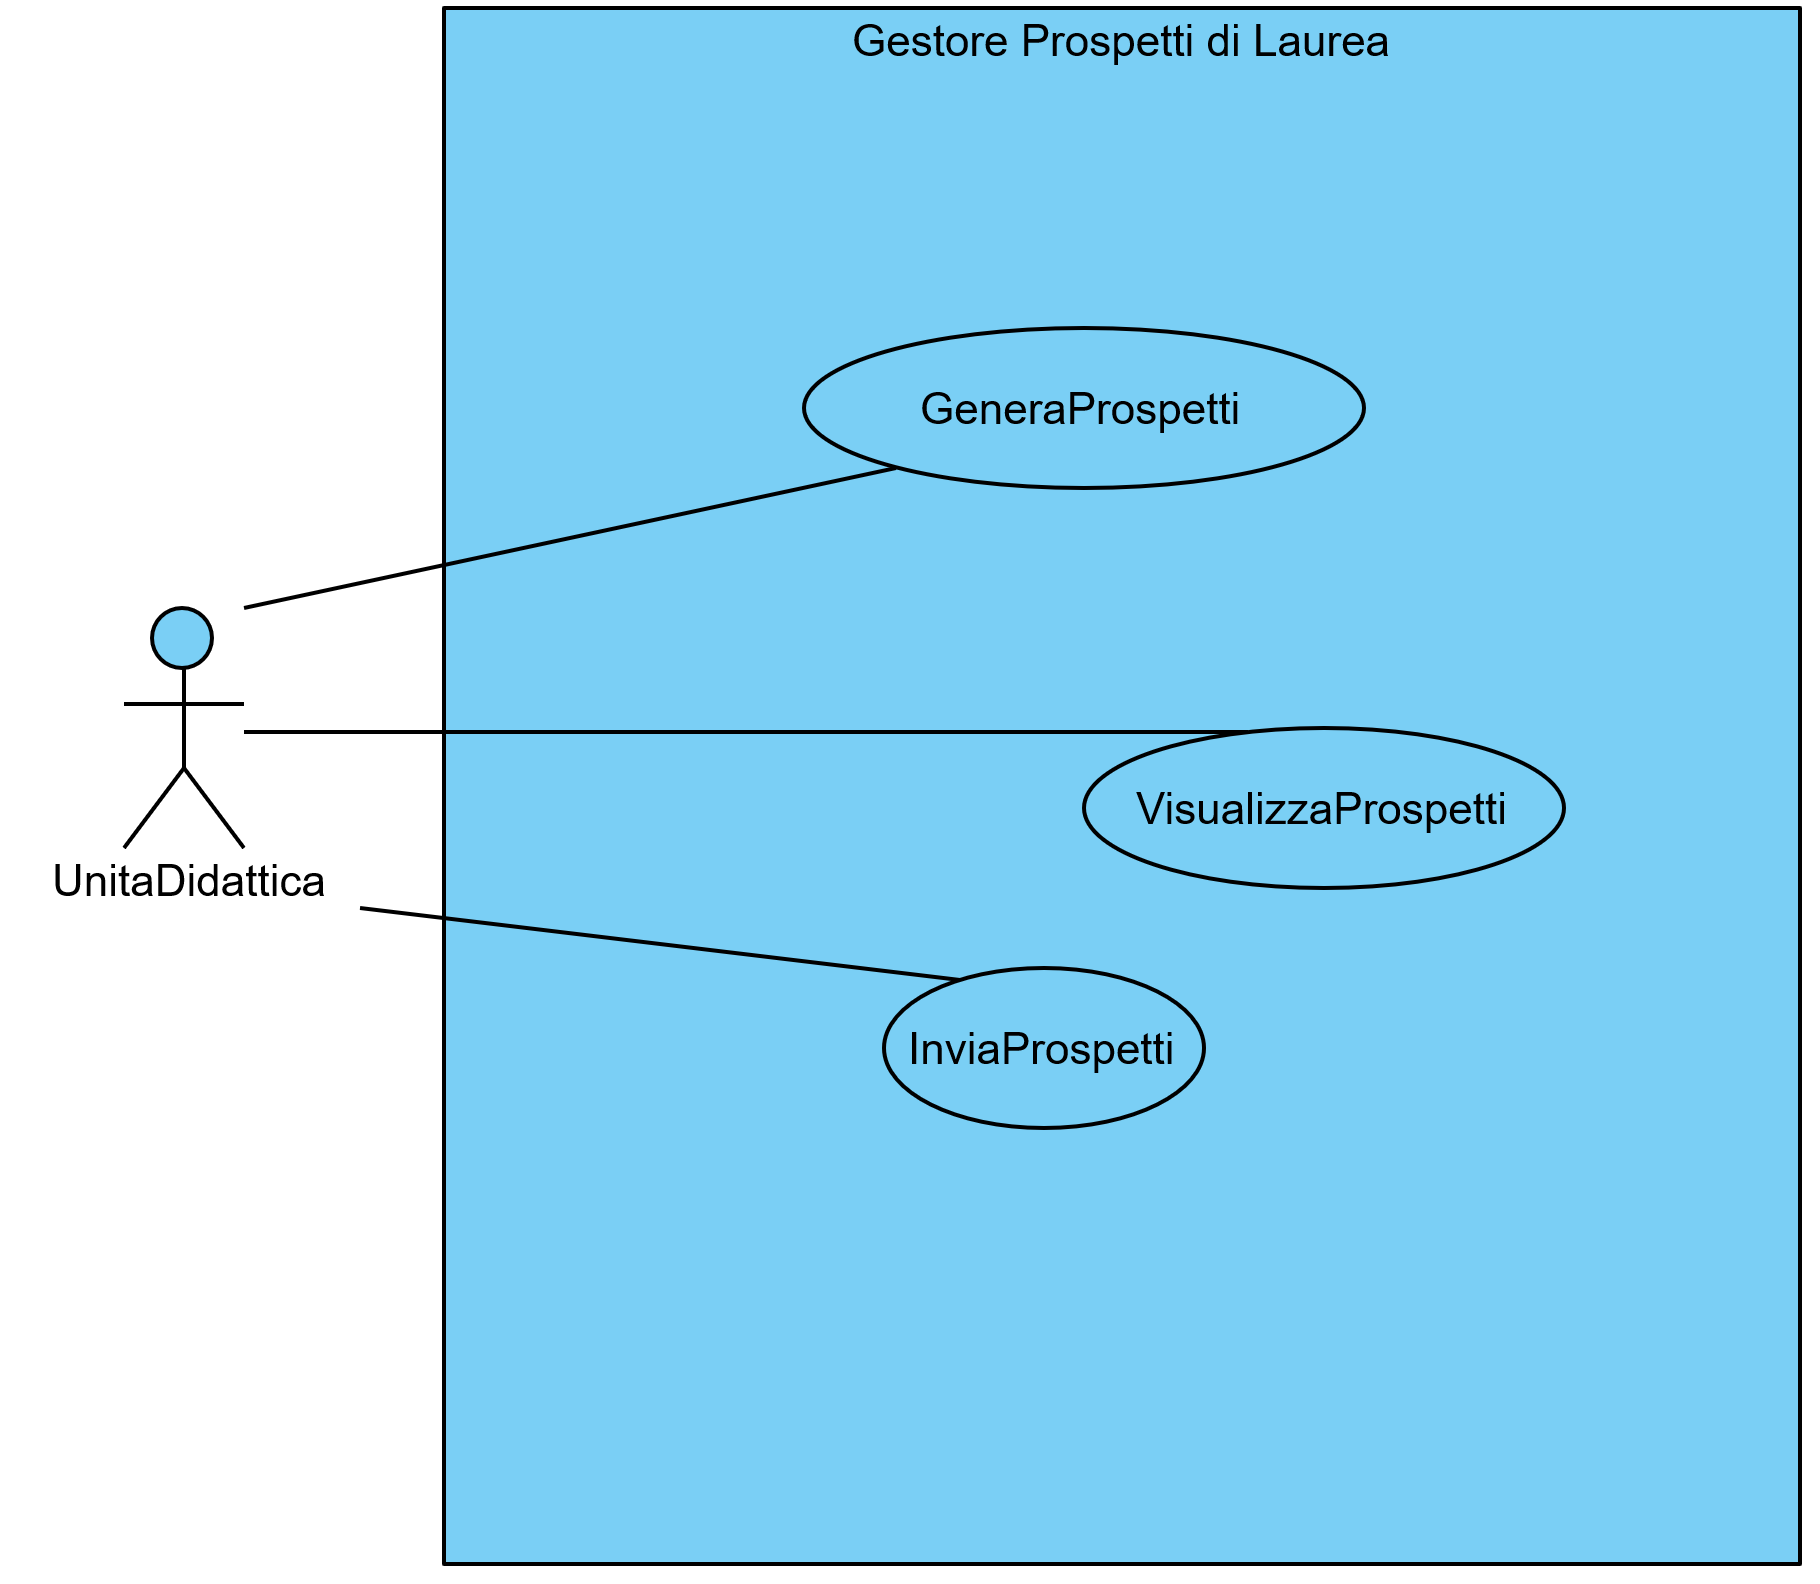 Gestore Prospetti di Laurea
GeneraProspetti
VisualizzaProspetti
UnitaDidattica
InviaProspetti